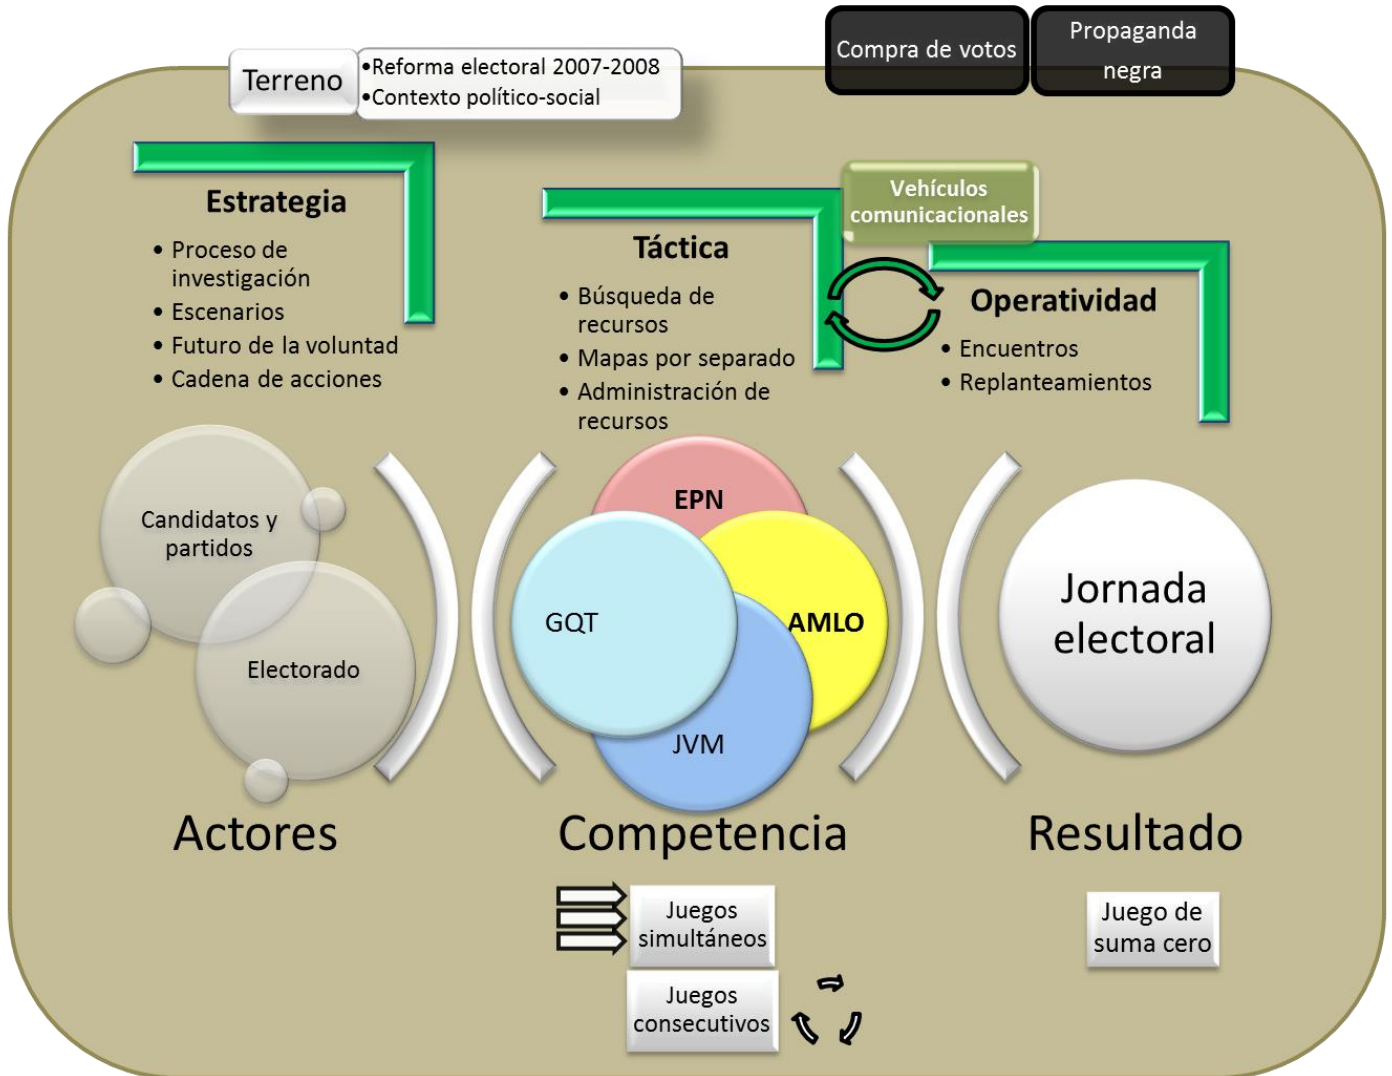 Compra de votos
Propaganda
negra
Terreno
•Reforma electoral 2007-2008
•Contexto político-social
Estrategia
• Proceso de
investigación
• Escenarios
• Futuro de la voluntad
• Cadena de acciones
Táctica
• Búsqueda de
recursos
• Mapas por separado
• Administración de
recursos
Vehículos
comunicacionales
Operatividad
• Encuentros
• Replanteamientos
Candidatos y
partidos
Electorado
EPN
GQT
AMLO
JVM
Jornada
electoral
Actores
Competencia
Resultado
Juegos
simultáneos
Juegos
consecutivos
Juego de
suma cero